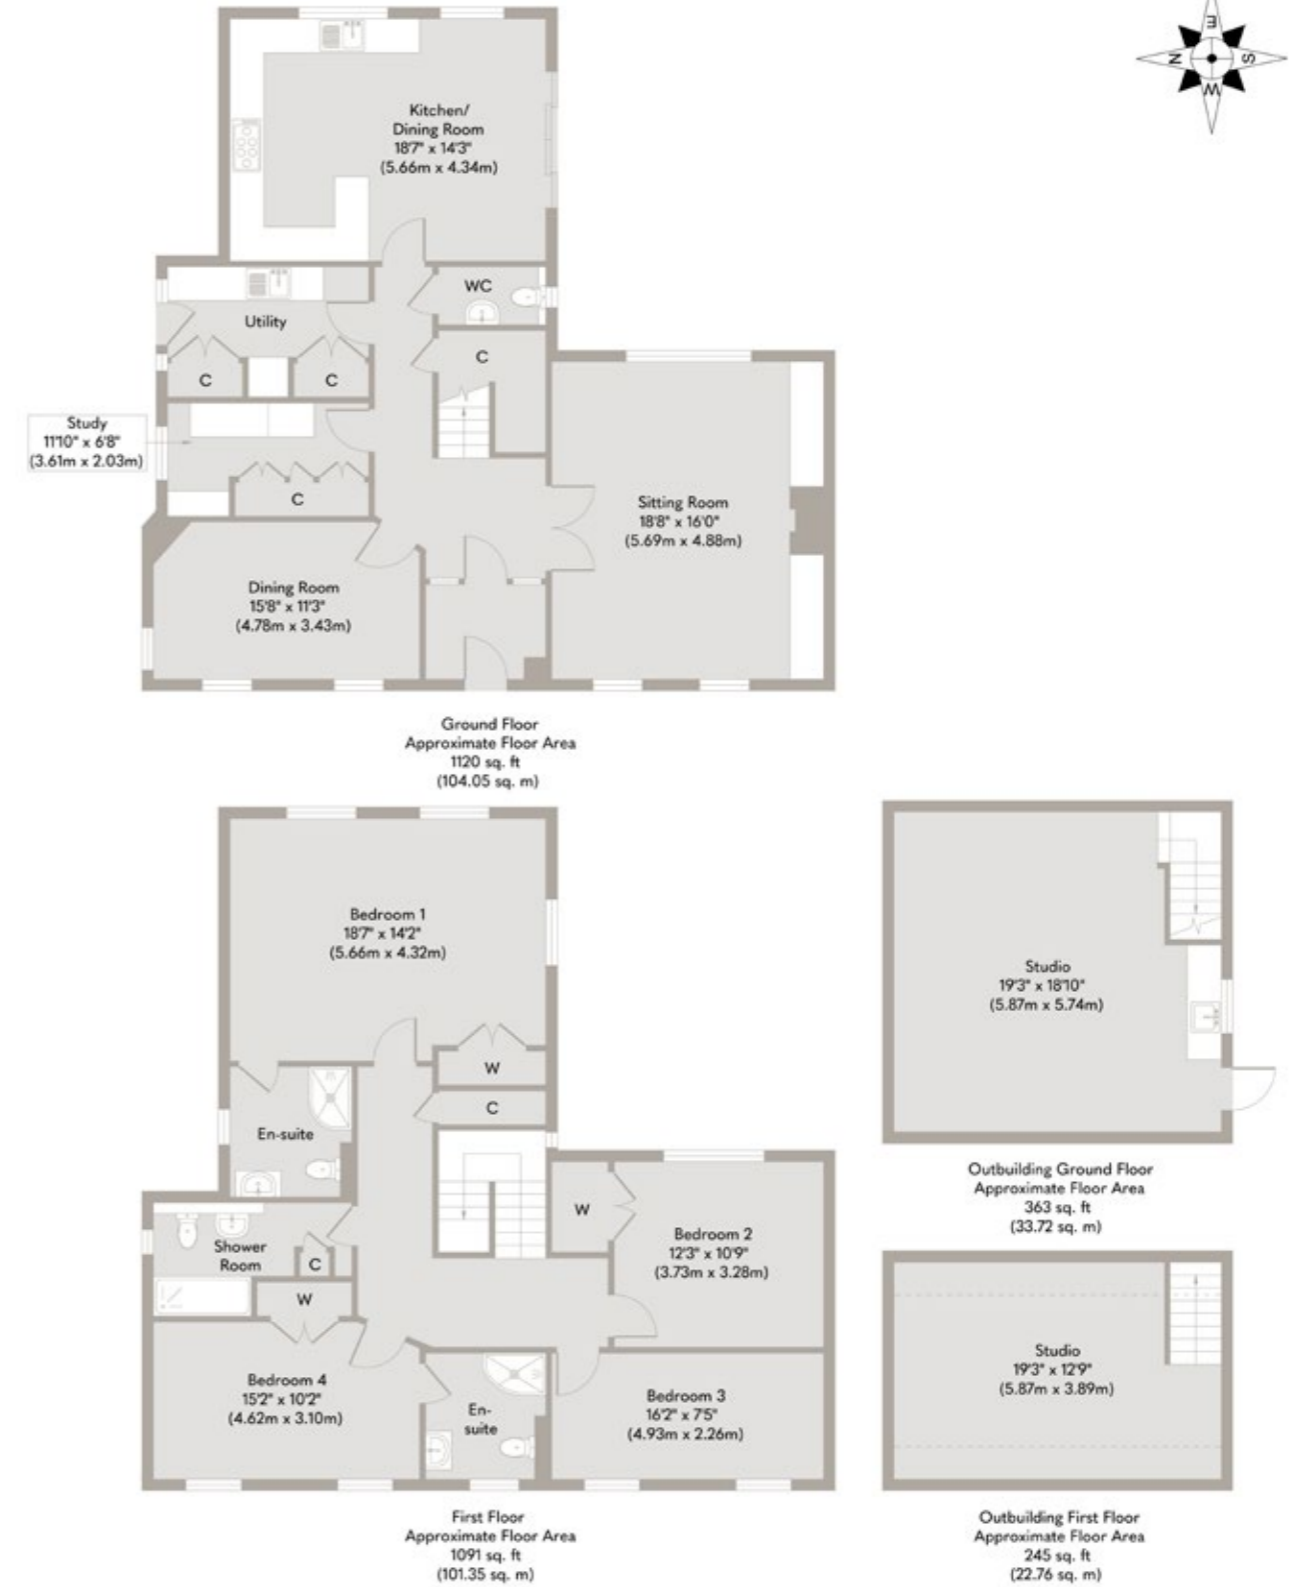 E
N
S
W
Kitchen/
Dining Room
18'7" x 14'3"
(5.66m x 4.34m)
WC
Utility
C
C
C
Study
11'10" x 6'8"
(3.61m x 2.03m)
C
Sitting Room
18'8" x 16'0"
(5.69m x 4.88m)
Dining Room
15'8" x 11'3"
(4.78m x 3.43m)
Ground Floor
Approximate Floor Area
1120 sq. ft
(104.05 sq. m)
Bedroom 1
18'7" x 14'2"
(5.66m x 4.32m)
W
C
En-suite
W
Bedroom 2
12'3" x 10'9"
(3.73m x 3.28m)
Shower
Room
C
W
Bedroom 4
15'2" x 10'2"
(4.62m x 3.10m)
En-
suite
Bedroom 3
16'2" x 7'5"
(4.93m x 2.26m)
First Floor
Approximate Floor Area
1091 sq. ft
(101.35 sq. m)
Studio
19'3" x 18'10"
(5.87m x 5.74m)
Outbuilding Ground Floor
Approximate Floor Area
363 sq. ft
(33.72 sq. m)
Studio
19'3" x 12'9"
(5.87m x 3.89m)
Outbuilding First Floor
Approximate Floor Area
245 sq. ft
(22.76 sq. m)